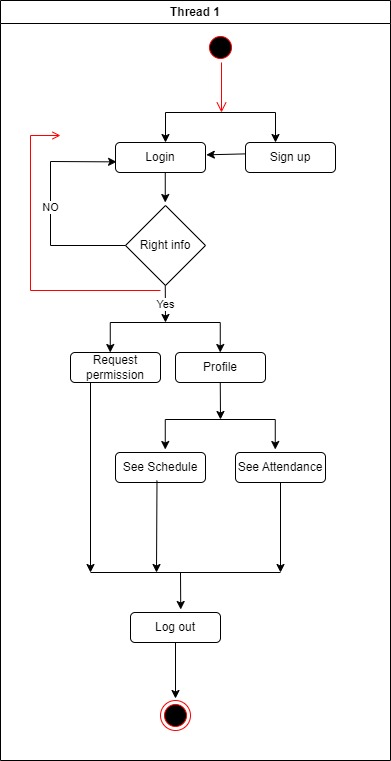 Thread 1
Login
Sign up
NO
Right info
Yes
Request
permission
Profile
See Schedule
See Attendance
Log out